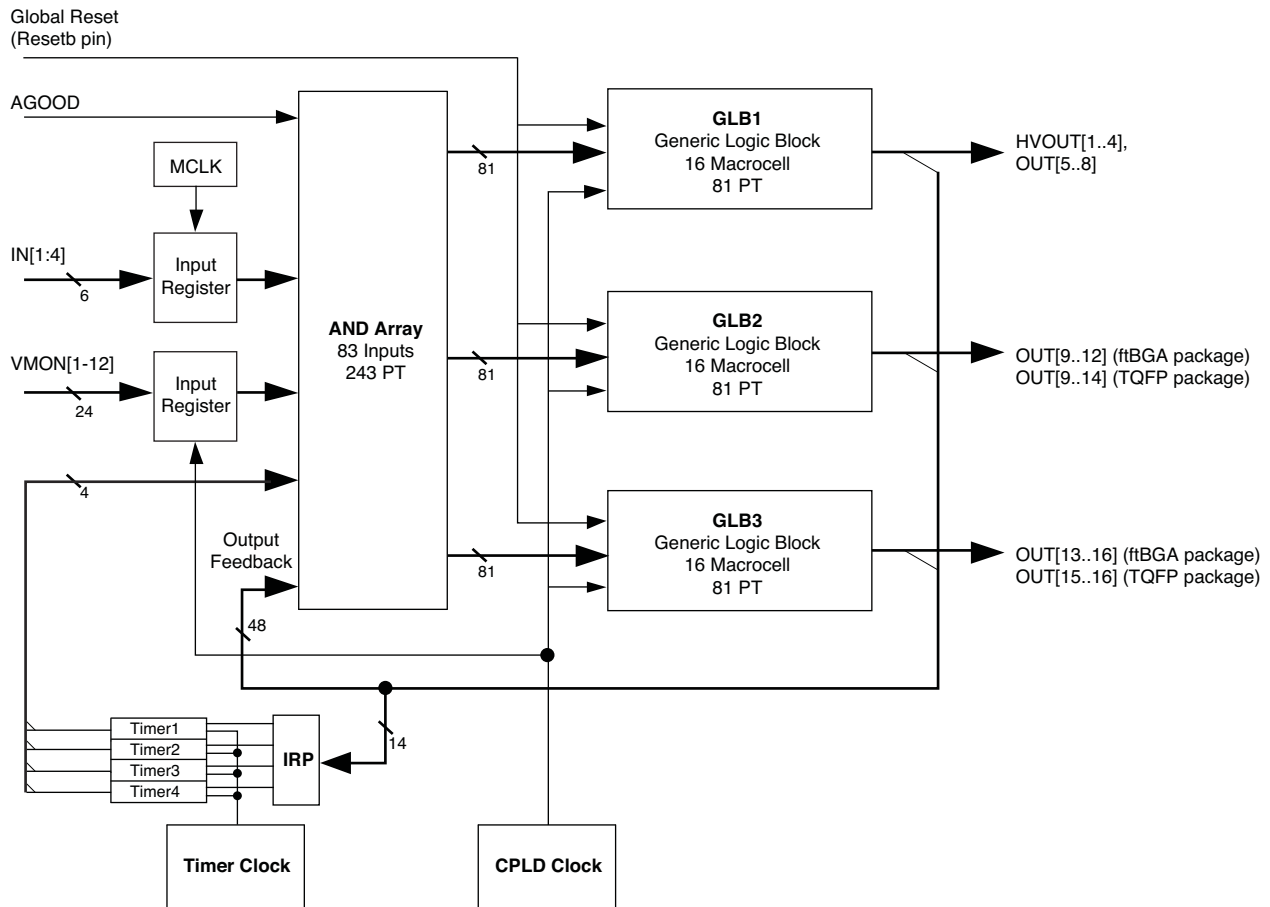 Global Reset
(Resetb pin)
AGOOD
MCLK
IN[1:4]
6
Input
Register
VMON[1-12]
24
Input
Register
4
Output
Feedback
48
AND Array
83 Inputs
243 PT
81
81
81
GLB1
Generic Logic Block
16 Macrocell
81 PT
HVOUT[1..4],
OUT[5..8]
GLB2
Generic Logic Block
16 Macrocell
81 PT
OUT[9..12] (ftBGA package)
OUT[9..14] (TQFP package)
GLB3
Generic Logic Block
16 Macrocell
81 PT
OUT[13..16] (ftBGA package)
OUT[15..16] (TQFP package)
Timer1
Timer2
Timer3
Timer4
IRP
14
Timer Clock
CPLD Clock